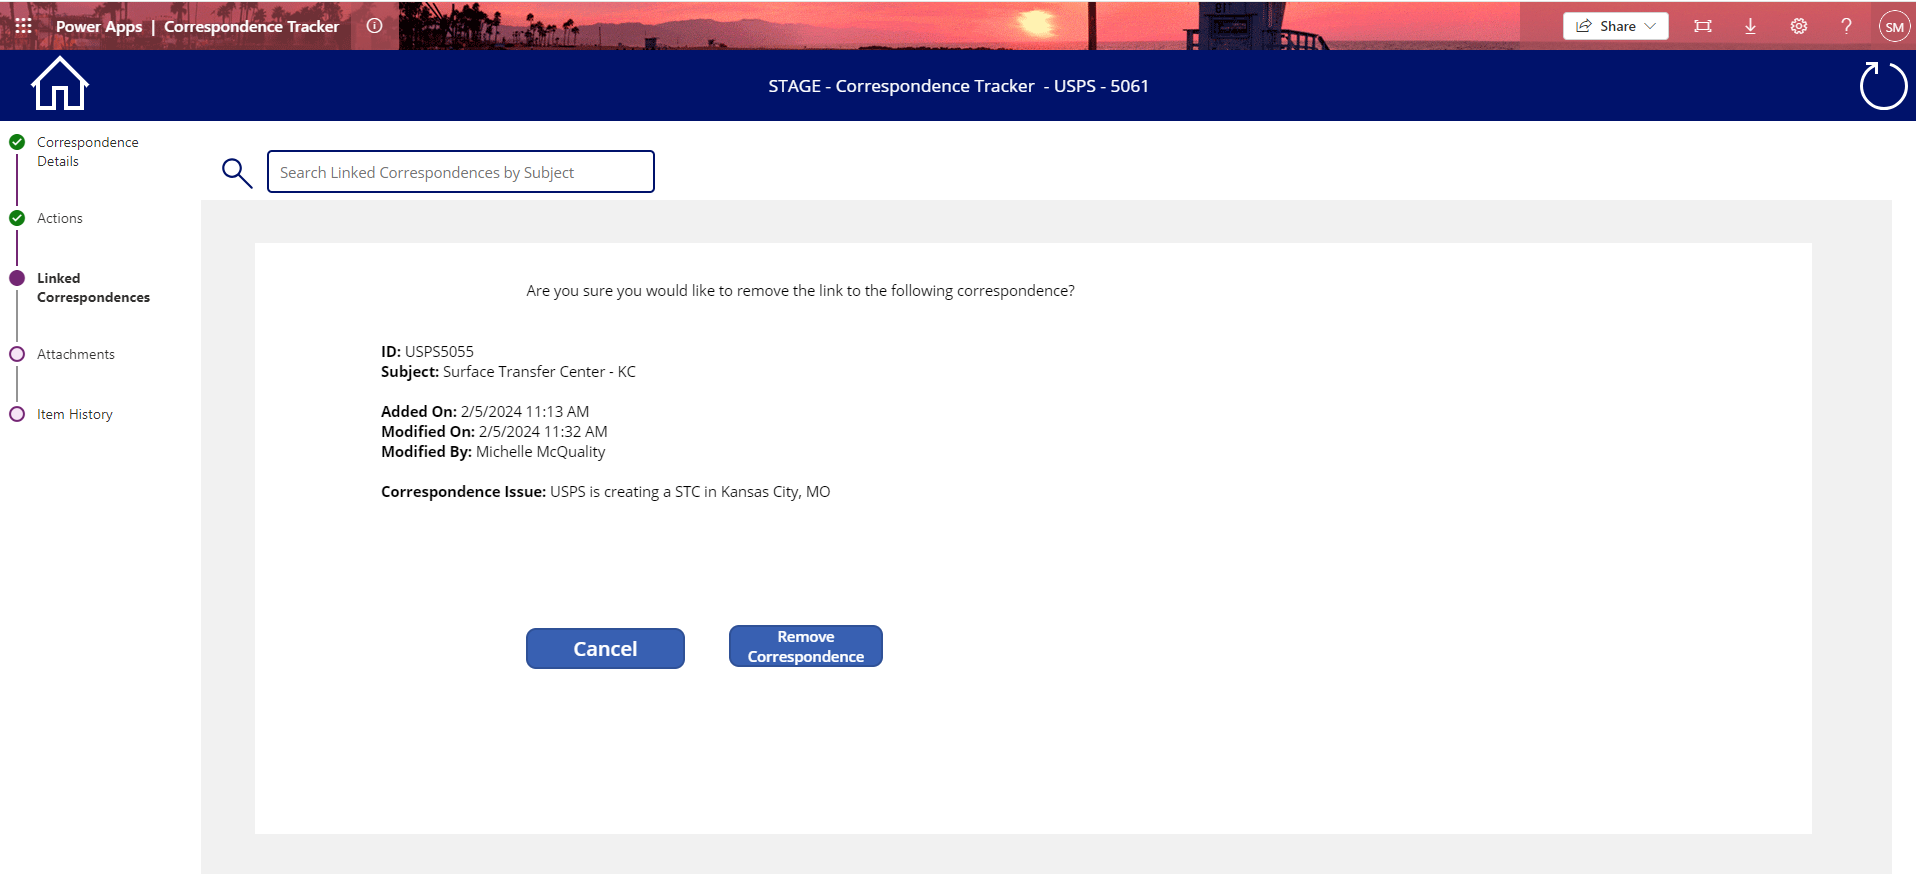 Power Apps | Correspondence Tracker
Share
?
SM
STAGE - Correspondence Tracker - USPS - 5061
Correspondence
Details
Actions
Linked
Correspondences
Attachments
Item History
Search Linked Correspondences by Subject
Are you sure you would like to remove the link to the following correspondence?
ID: USPS5055
Subject: Surface Transfer Center - KC
Added On: 2/5/2024 11:13 AM
Modified On: 2/5/2024 11:32 AM
Modified By: Michelle McQuality
Correspondence Issue: USPS is creating a STC in Kansas City, MO
Cancel
Remove
Correspondence